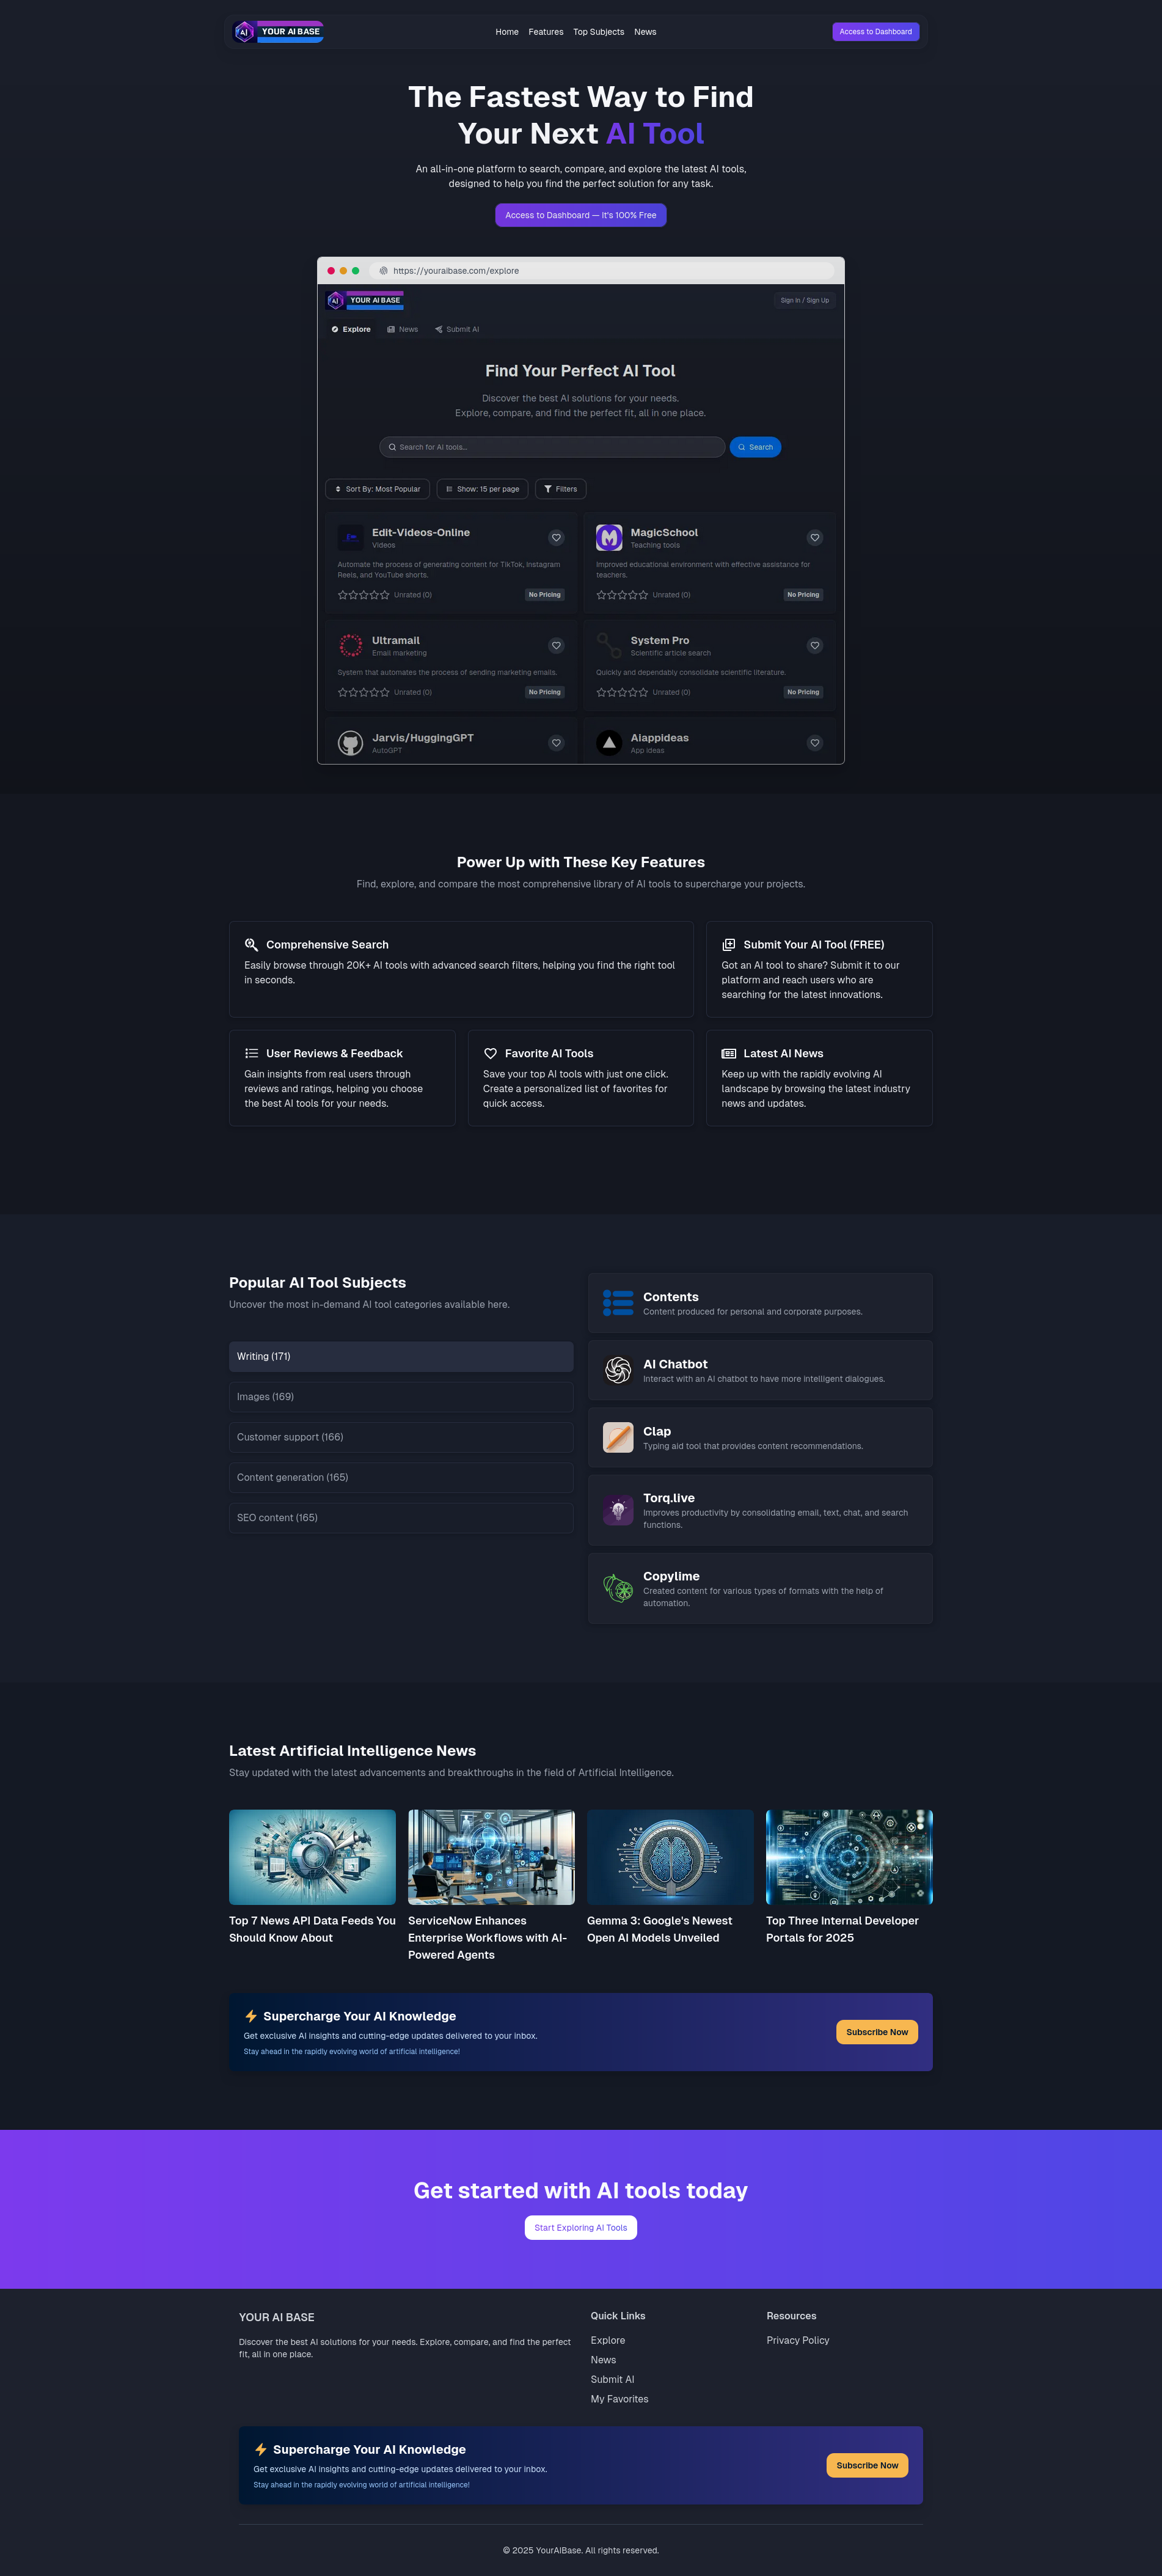 YOUR AI BASE
Home
Features
Top Subjects
News
Access to Dashboard
The Fastest Way to Find
Your Next AI Tool
An all-in-one platform to search, compare, and explore the latest AI tools,
designed to help you find the perfect solution for any task.
Access to Dashboard — It's 100% Free
https://youraibase.com/explore
YOUR AI BASE
Sign In / Sign Up
Explore
News
Submit AI
Find Your Perfect AI Tool
Discover the best AI solutions for your needs.
Explore, compare, and find the perfect fit, all in one place.
Search for AI tools...
Search
Sort By: Most Popular
Show: 15 per page
Filters
Edit-Videos-Online
Videos
Automate the process of generating content for TikTok, Instagram
Reels, and YouTube shorts.
Unrated (0)
No Pricing
MagicSchool
Teaching tools
Improved educational environment with effective assistance for
teachers.
Unrated (0)
No Pricing
Ultramail
Email marketing
System that automates the process of sending marketing emails.
Unrated (0)
No Pricing
System Pro
Scientific article search
Quickly and dependably consolidate scientific literature.
Unrated (0)
No Pricing
Jarvis/HuggingGPT
AutoGPT
Aiappideas
App ideas
Power Up with These Key Features
Find, explore, and compare the most comprehensive library of AI tools to supercharge your projects.
Comprehensive Search
Easily browse through 20K+ AI tools with advanced search filters, helping you find the right tool
in seconds.
Submit Your AI Tool (FREE)
Got an AI tool to share? Submit it to our
platform and reach users who are
searching for the latest innovations.
User Reviews & Feedback
Gain insights from real users through
reviews and ratings, helping you choose
the best AI tools for your needs.
Favorite AI Tools
Save your top AI tools with just one click.
Create a personalized list of favorites for
quick access.
Latest AI News
Keep up with the rapidly evolving AI
landscape by browsing the latest industry
news and updates.
Popular AI Tool Subjects
Uncover the most in-demand AI tool categories available here.
Writing (171)
Images (169)
Customer support (166)
Content generation (165)
SEO content (165)
Contents
Content produced for personal and corporate purposes.
AI Chatbot
Interact with an AI chatbot to have more intelligent dialogues.
Clap
Typing aid tool that provides content recommendations.
Torq.live
Improves productivity by consolidating email, text, chat, and search
functions.
Copylime
Created content for various types of formats with the help of
automation.
Latest Artificial Intelligence News
Stay updated with the latest advancements and breakthroughs in the field of Artificial Intelligence.
Top 7 News API Data Feeds You
Should Know About
ServiceNow Enhances
Enterprise Workflows with AI-
Powered Agents
Gemma 3: Google's Newest
Open AI Models Unveiled
Top Three Internal Developer
Portals for 2025
Supercharge Your AI Knowledge
Get exclusive AI insights and cutting-edge updates delivered to your inbox.
Stay ahead in the rapidly evolving world of artificial intelligence!
Subscribe Now
Get started with AI tools today
Start Exploring AI Tools
YOUR AI BASE
Discover the best AI solutions for your needs. Explore, compare, and find the perfect
fit, all in one place.
Quick Links
Explore
News
Submit AI
My Favorites
Resources
Privacy Policy
Supercharge Your AI Knowledge
Get exclusive AI insights and cutting-edge updates delivered to your inbox.
Stay ahead in the rapidly evolving world of artificial intelligence!
Subscribe Now
© 2025 YourAIBase. All rights reserved.